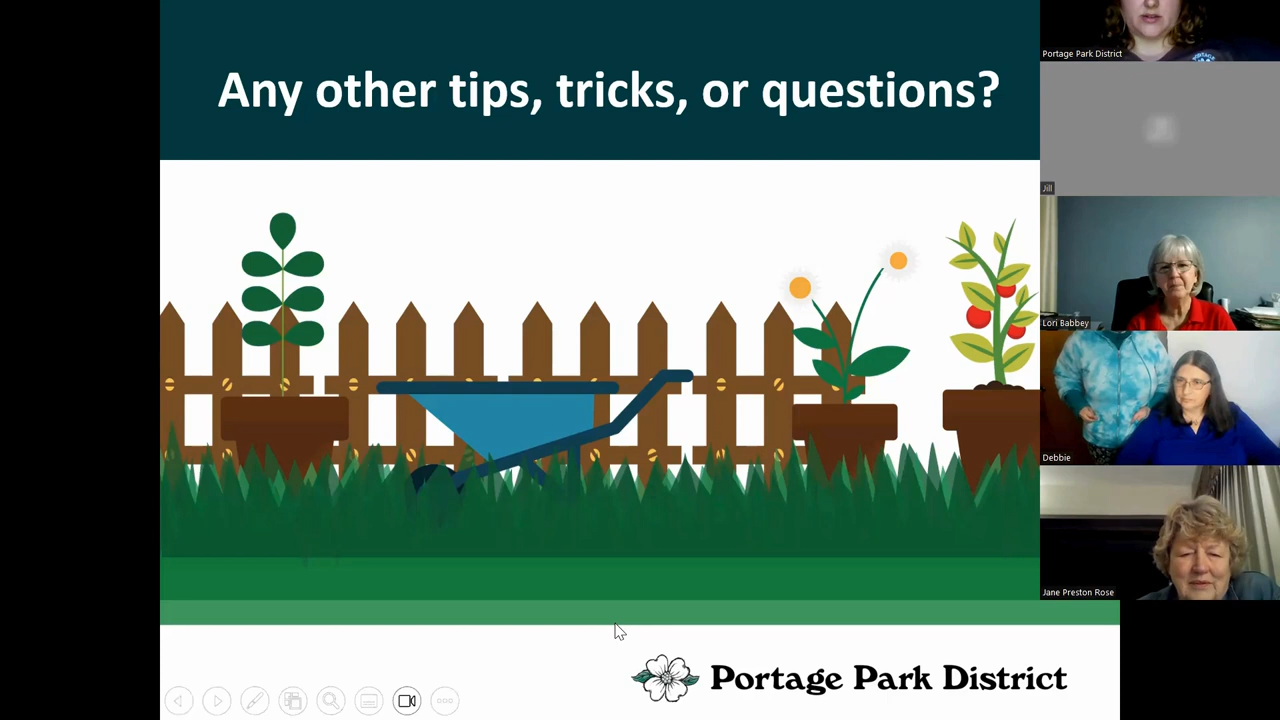 Any other tips, tricks, or questions?
Portage Park District
Jill
Lori Babbey
Debbie
Jane Preston Rose
Portage Park District